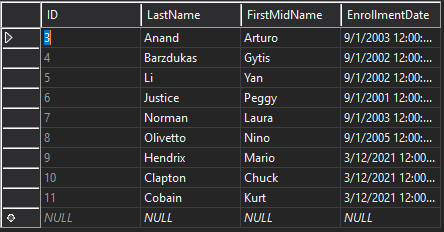 ID LastName FirstMidName EnrollmentDate
3 Anand Arturo 9/1/2003 12:00:...
4 Barzdukas Gytis 9/1/2002 12:00:...
5 Li Yan 9/1/2002 12:00:...
6 Justice Peggy 9/1/2001 12:00:...
7 Norman Laura 9/1/2003 12:00:...
8 Olivetto Nino 9/1/2005 12:00:...
9 Hendrix Mario 3/12/2021 12:00...
10 Clapton Chuck 3/12/2021 12:00...
11 Cobain Kurt 3/12/2021 12:00...
NULL NULL NULL NULL